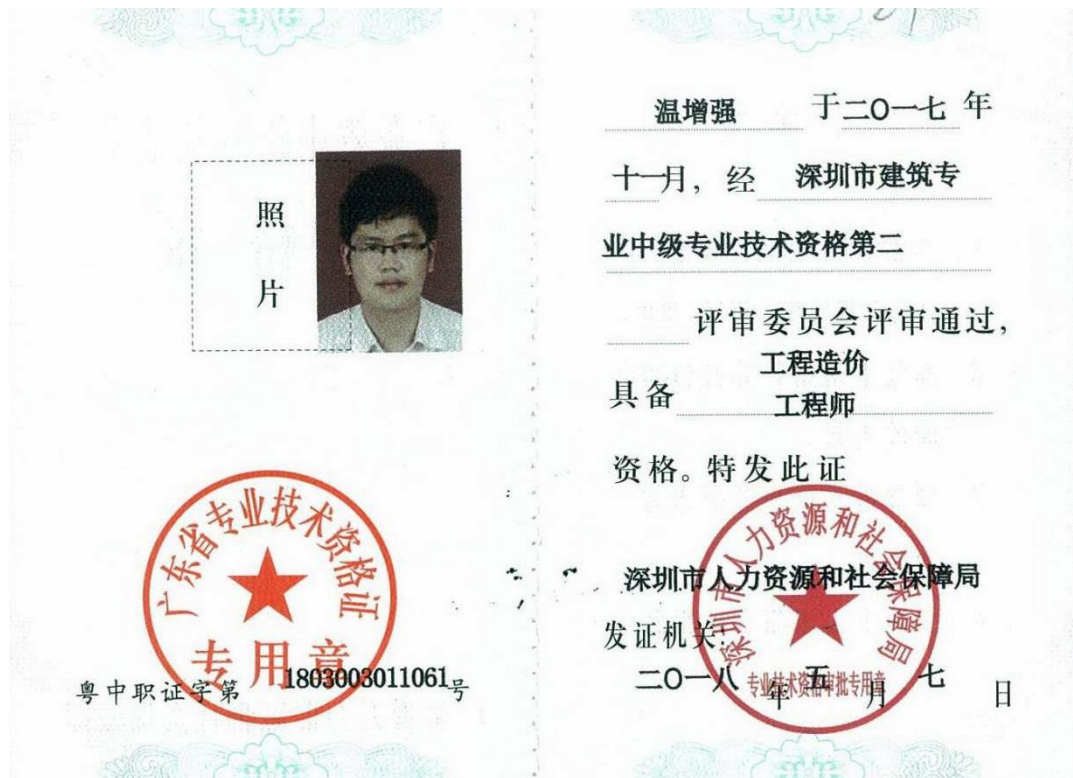 照
片
广东省专业技术资格证
专用章
粤中职证字第1803003011061号
温增强 于二〇一七 年
十一月，经 深圳市建筑专
业中级专业技术资格第二
评审委员会评审通过，
工程造价
具备 工程师
资格。特发此证
深圳市人力资源和社会保障局
发证机关：
深圳市人力资源和社会保障局
专业技术资格审批专用章
二〇一八 年 五 月 七 日